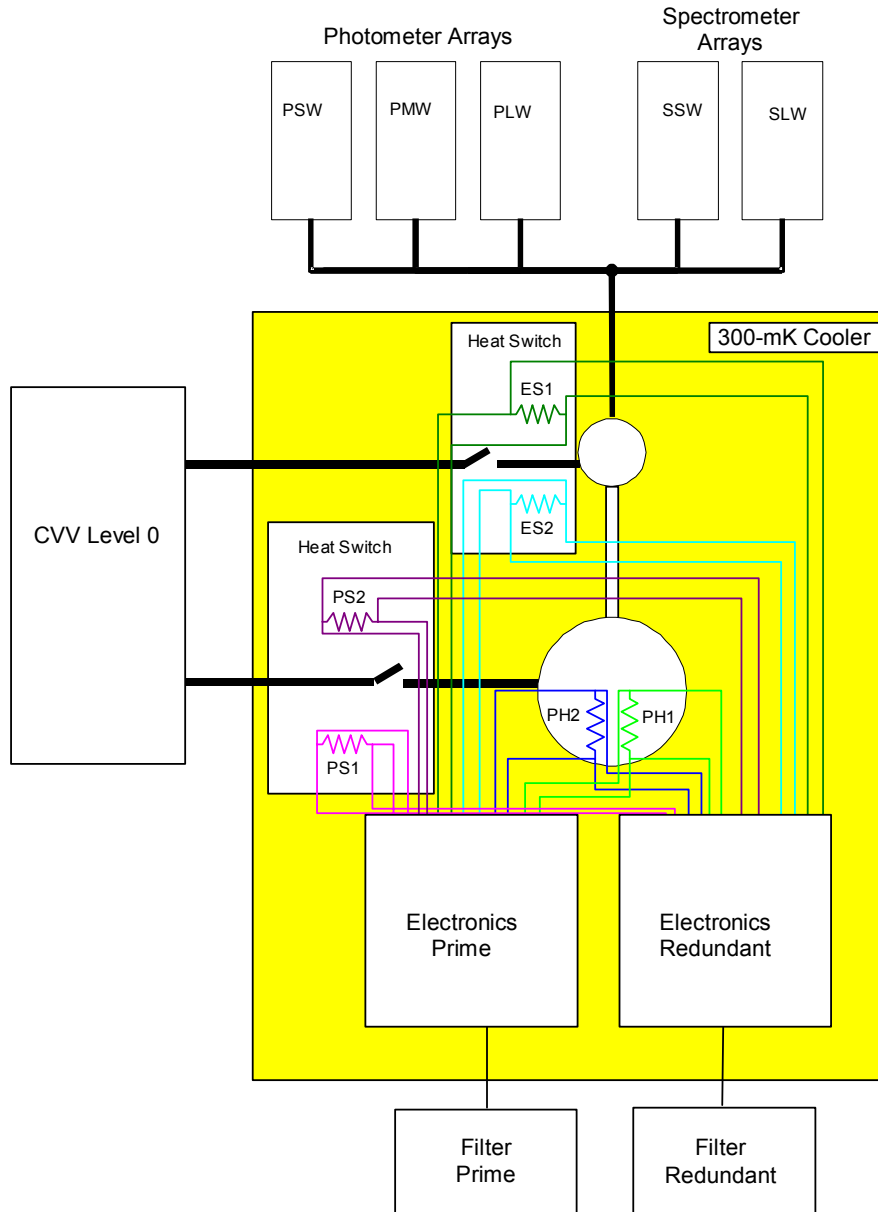 Photometer Arrays
Spectrometer
Arrays
PSW
PMW
PLW
SSW
SLW
300-mK Cooler
Heat Switch
ES1
CVV Level 0
ES2
Heat Switch
PS2
PH2
PH1
PS1
Electronics
Prime
Electronics
Redundant
Filter
Prime
Filter
Redundant